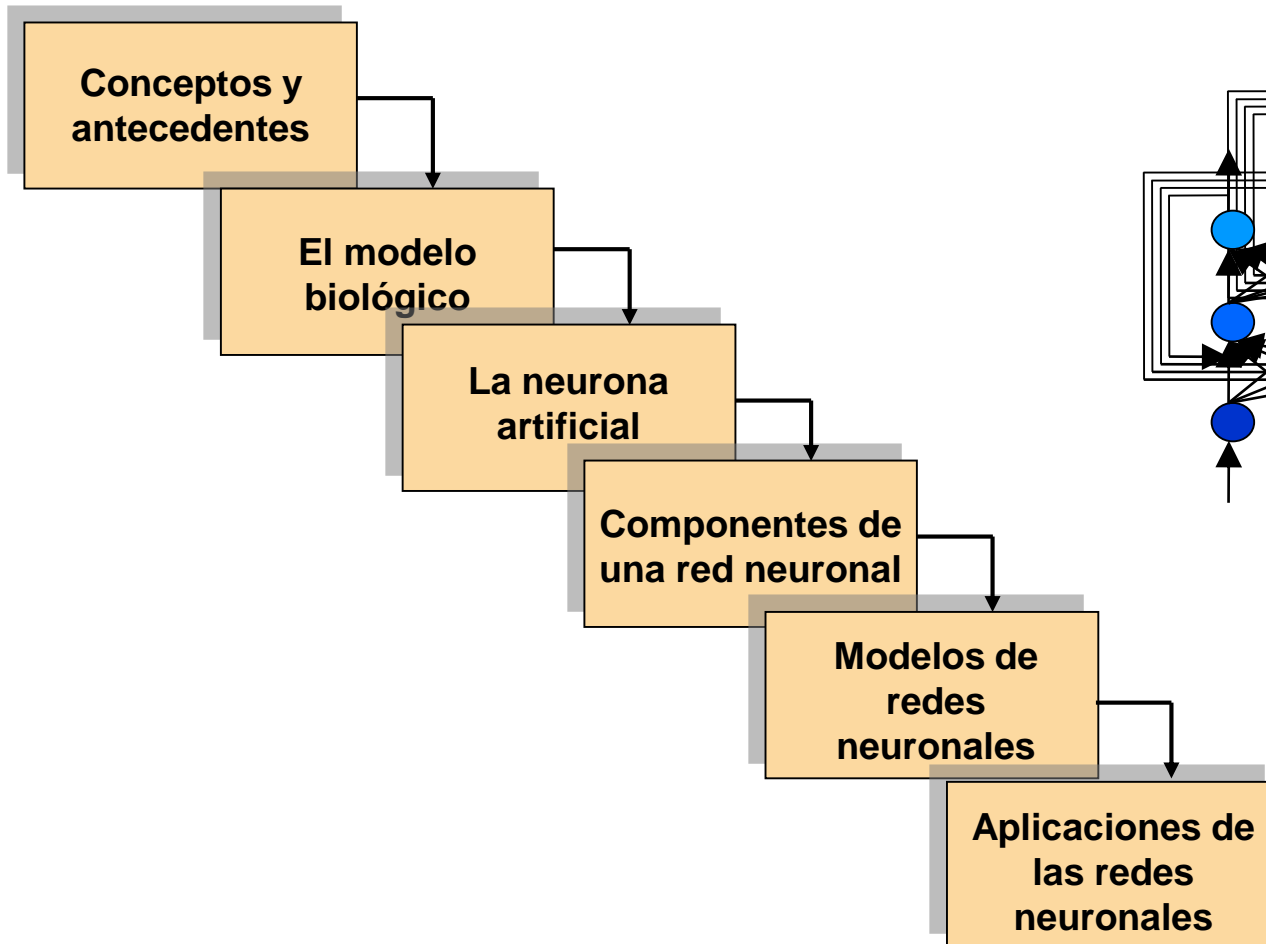 Conceptos y
antecedentes
El modelo
biológico
La neurona
artificial
Componentes de
una red neuronal
Modelos de
redes
neuronales
Aplicaciones de
las redes
neuronales